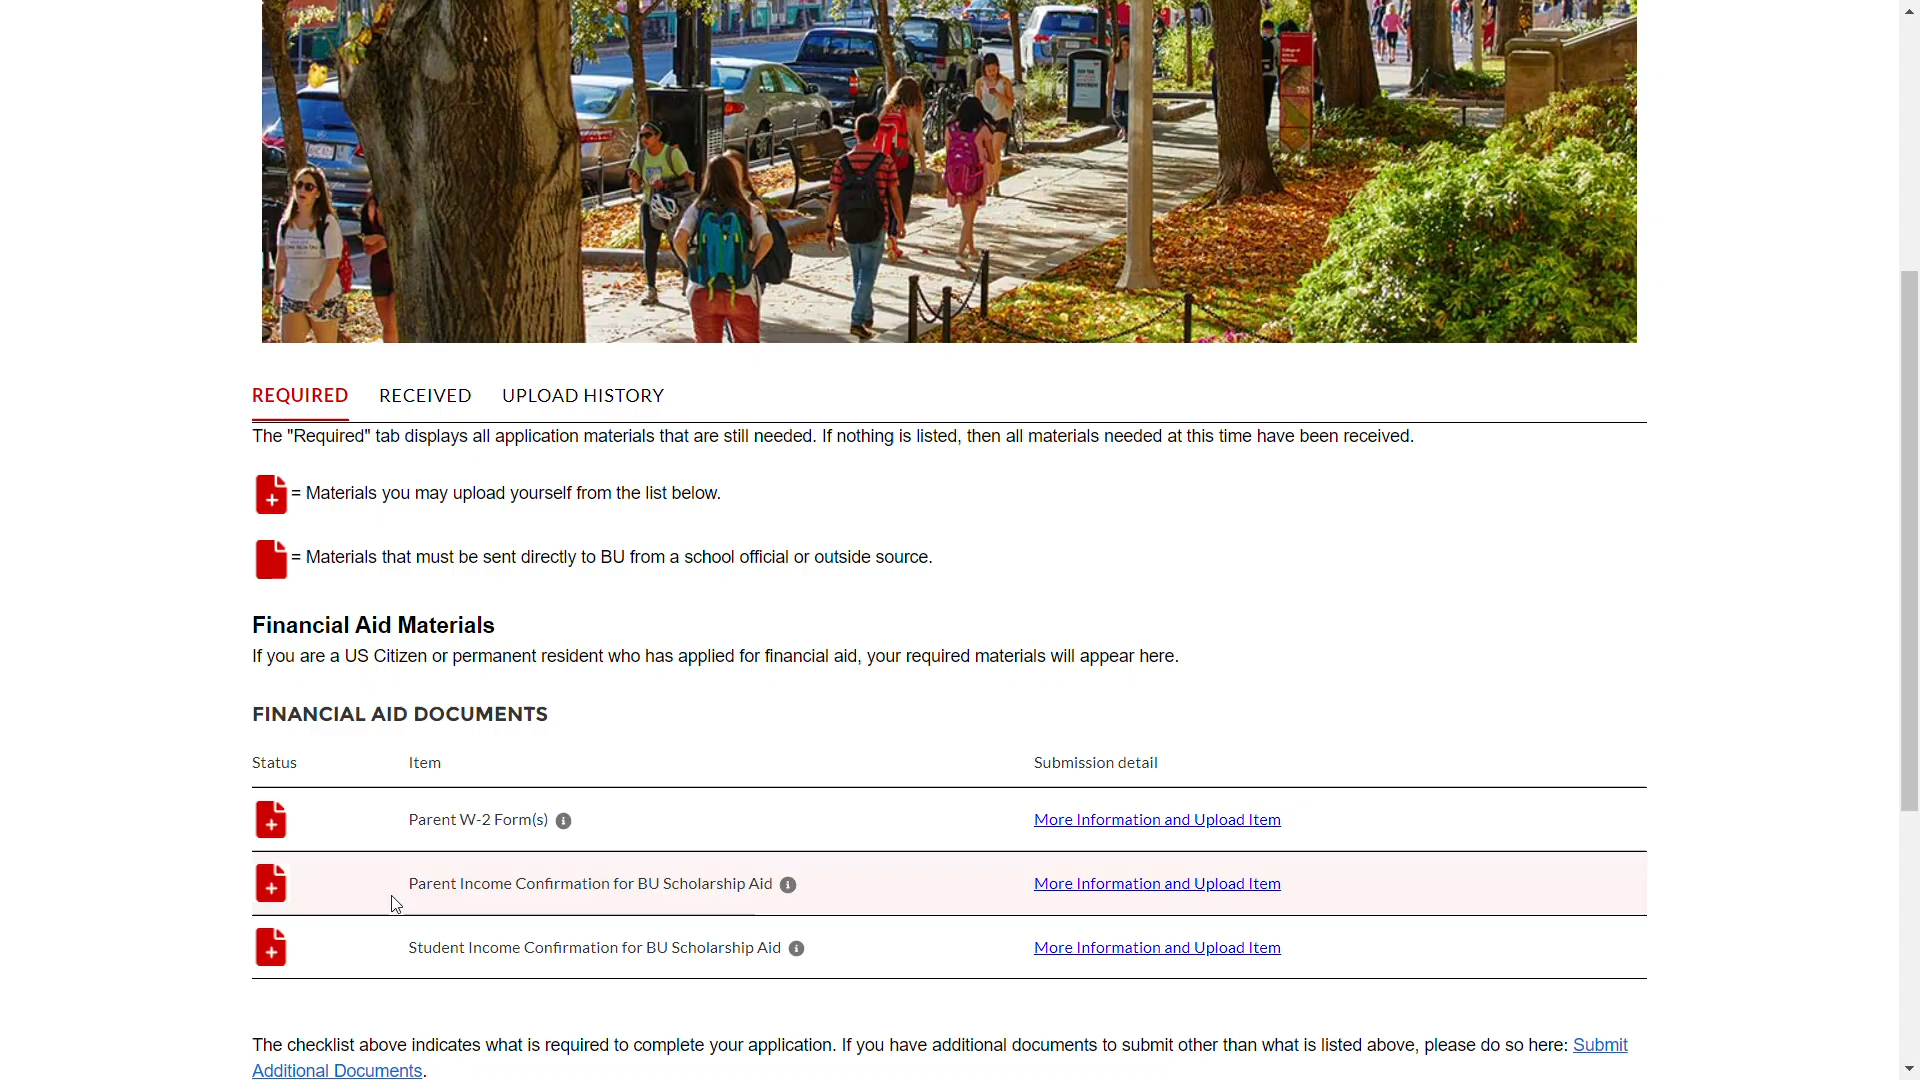 REQUIRED RECEIVED UPLOAD HISTORY
The "Required" tab displays all application materials that are still needed. If nothing is listed, then all materials needed at this time have been received.
= Materials you may upload yourself from the list below.
= Materials that must be sent directly to BU from a school official or outside source.
Financial Aid Materials
If you are a US Citizen or permanent resident who has applied for financial aid, your required materials will appear here.
FINANCIAL AID DOCUMENTS
Status Item Submission detail
Parent W-2 Form(s) More Information and Upload Item
Parent Income Confirmation for BU Scholarship Aid More Information and Upload Item
Student Income Confirmation for BU Scholarship Aid More Information and Upload Item
The checklist above indicates what is required to complete your application. If you have additional documents to submit other than what is listed above, please do so here: Submit
Additional Documents.